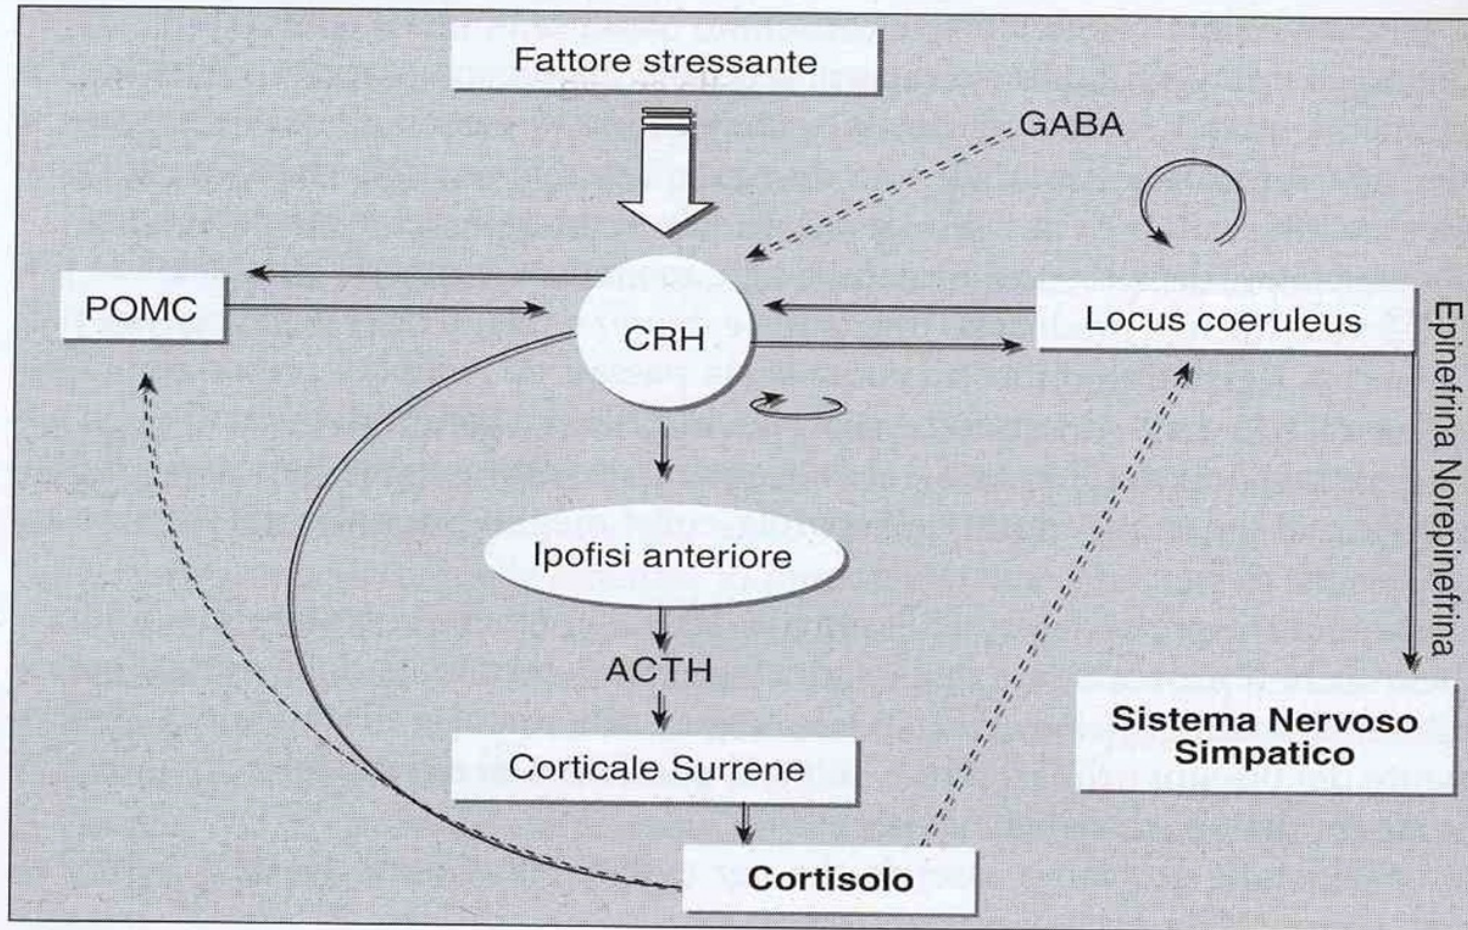 Fattore stressante
GABA
POMC
CRH
Locus coeruleus
Epinefrina Norepinefrina
Ipofisi anteriore
ACTH
Sistema Nervoso
Simpatico
Corticale Surrene
Cortisolo